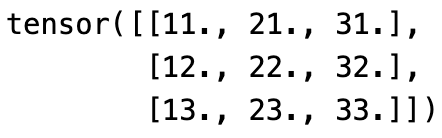 tensor([[11., 21., 31.],
[12., 22., 32.],
[13., 23., 33.]])